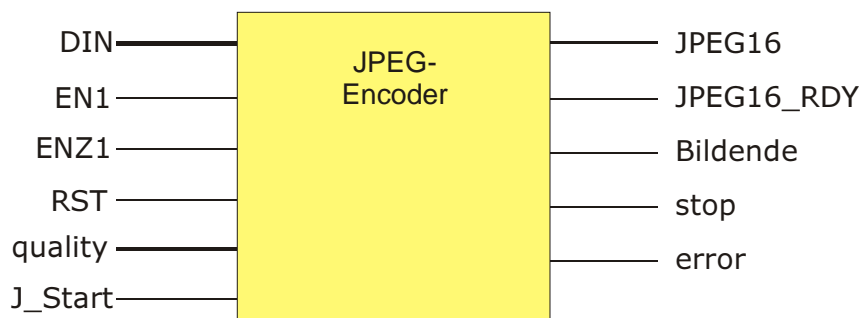 DIN
EN1
ENZ1
RST
quality
J_Start
JPEG-
Encoder
JPEG16
JPEG16_RDY
Bildende
stop
error